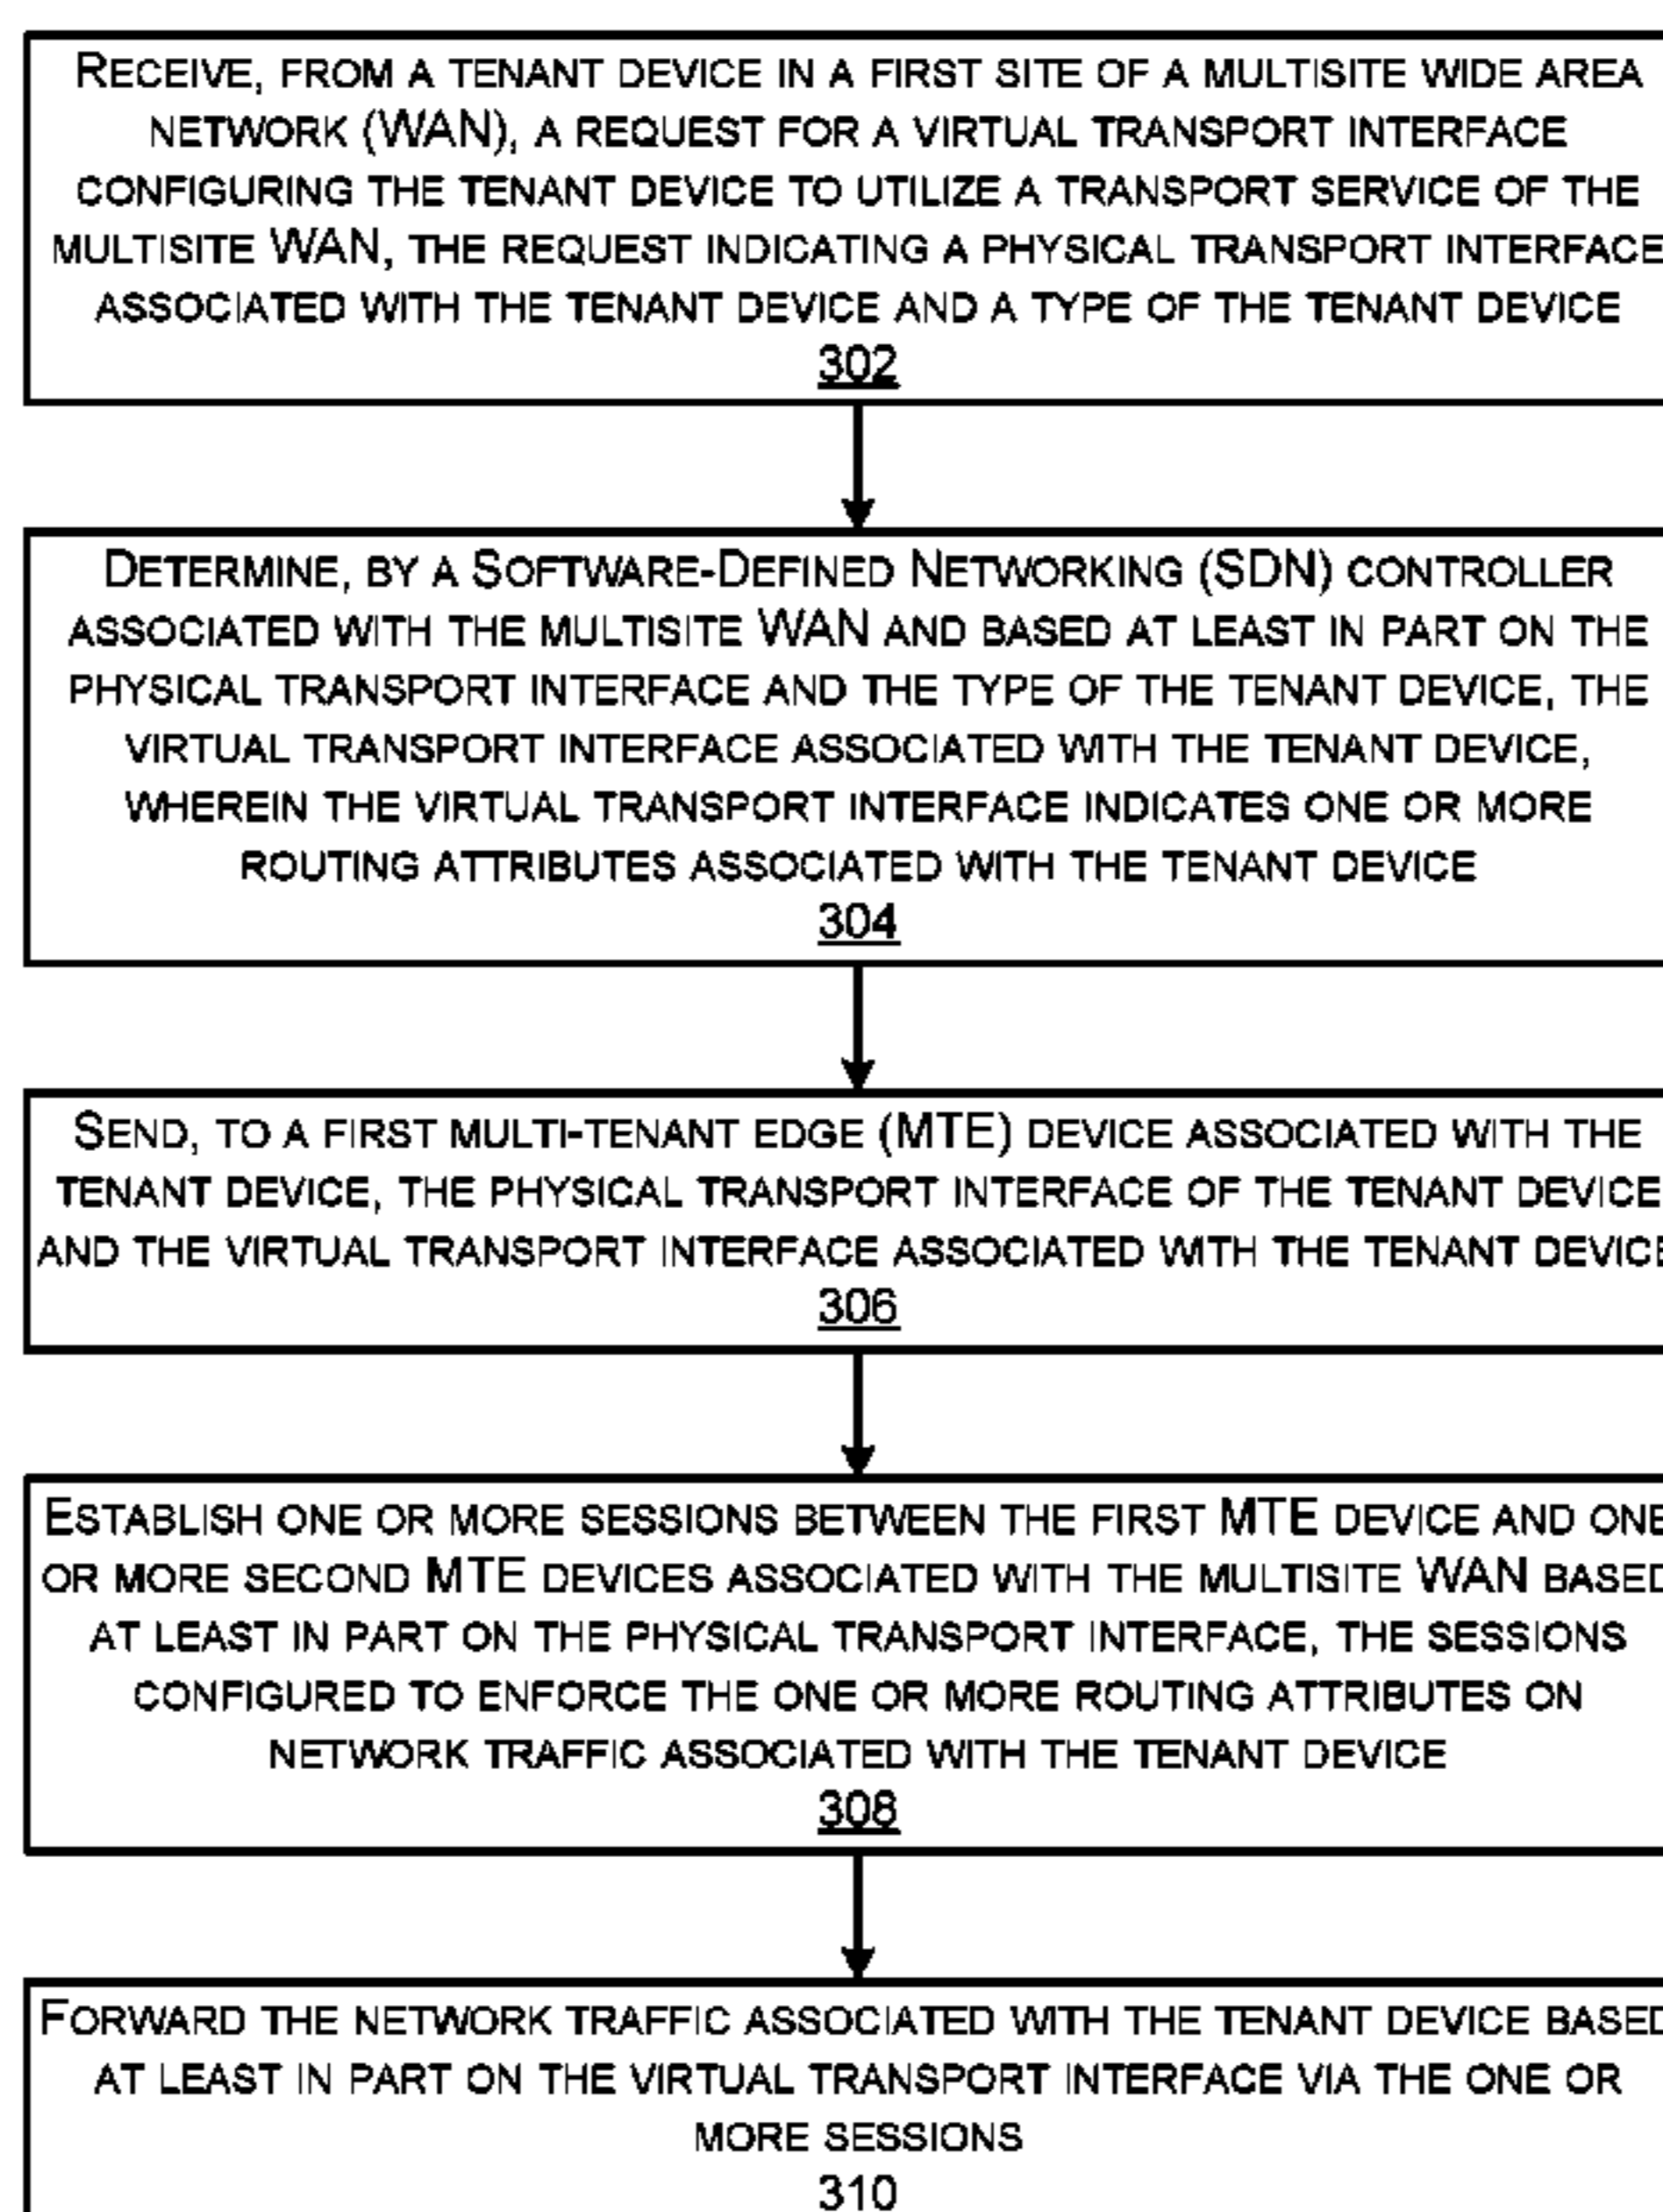 RECEIVE, FROM A TENANT DEVICE IN A FIRST SITE OF A MULTISITE WIDE AREA
NETWORK (WAN), A REQUEST FOR A VIRTUAL TRANSPORT INTERFACE
CONFIGURING THE TENANT DEVICE TO UTILIZE A TRANSPORT SERVICE OF THE
MULTISITE WAN, THE REQUEST INDICATING A PHYSICAL TRANSPORT INTERFACE
ASSOCIATED WITH THE TENANT DEVICE AND A TYPE OF THE TENANT DEVICE
302
DETERMINE, BY A SOFTWARE-DEFINED NETWORKING (SDN) CONTROLLER
ASSOCIATED WITH THE MULTISITE WAN AND BASED AT LEAST IN PART ON THE
PHYSICAL TRANSPORT INTERFACE AND THE TYPE OF THE TENANT DEVICE, THE
VIRTUAL TRANSPORT INTERFACE ASSOCIATED WITH THE TENANT DEVICE,
WHEREIN THE VIRTUAL TRANSPORT INTERFACE INDICATES ONE OR MORE
ROUTING ATTRIBUTES ASSOCIATED WITH THE TENANT DEVICE
304
SEND, TO A FIRST MULTI-TENANT EDGE (MTE) DEVICE ASSOCIATED WITH THE
TENANT DEVICE, THE PHYSICAL TRANSPORT INTERFACE OF THE TENANT DEVICE
AND THE VIRTUAL TRANSPORT INTERFACE ASSOCIATED WITH THE TENANT DEVICE
306
ESTABLISH ONE OR MORE SESSIONS BETWEEN THE FIRST MTE DEVICE AND ONE
OR MORE SECOND MTE DEVICES ASSOCIATED WITH THE MULTISITE WAN BASED
AT LEAST IN PART ON THE PHYSICAL TRANSPORT INTERFACE, THE SESSIONS
CONFIGURED TO ENFORCE THE ONE OR MORE ROUTING ATTRIBUTES ON
NETWORK TRAFFIC ASSOCIATED WITH THE TENANT DEVICE
308
FORWARD THE NETWORK TRAFFIC ASSOCIATED WITH THE TENANT DEVICE BASED
AT LEAST IN PART ON THE VIRTUAL TRANSPORT INTERFACE VIA THE ONE OR
MORE SESSIONS
310